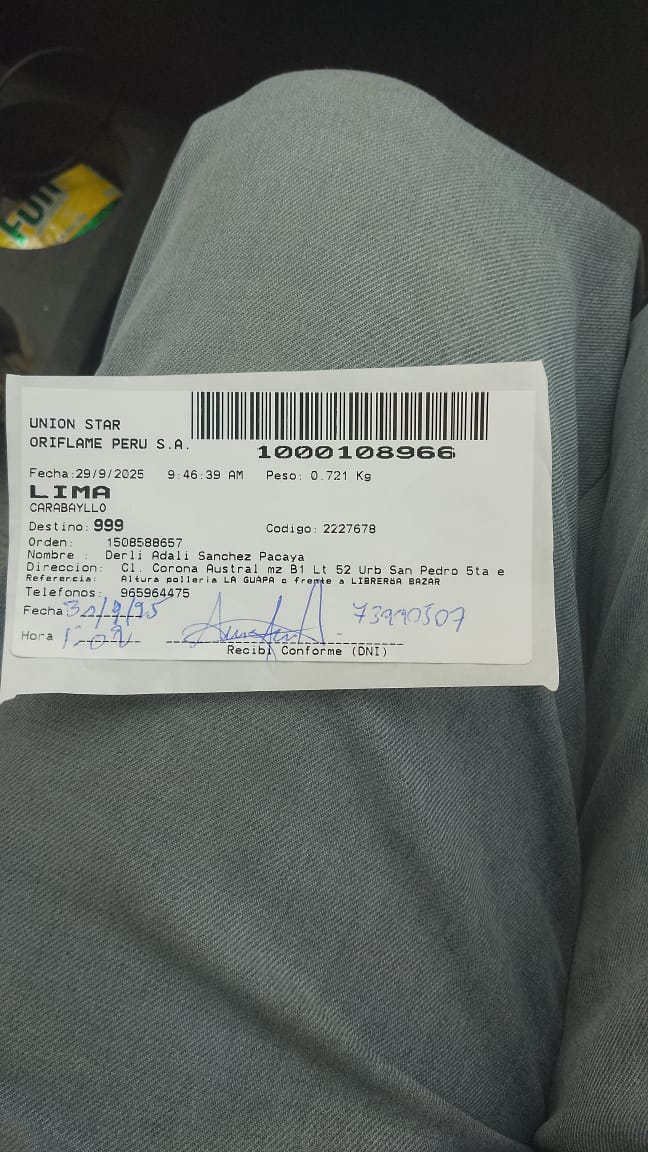 FUN
UNION STAR
ORIFLAME PERU S.A.
1000108966
Fecha:29/9/2025 9:46:39 AM Peso: 0.721 Kg
LIMA
CARABAYLLO
Destino: 999 Codigo: 2227678
Orden: 1508588657
Nombre : Derli Adali Sanchez Pacaya
Direccion: Cl. Corona Austral mz B1 Lt 52 Urb San Pedro 5ta e
Referencia: Altura polleria LA GUAPA o frente a LIBRERÍA BAZAR
Telefonos: 965964475
Fecha
Hora
Recibi Conforme (DNI)